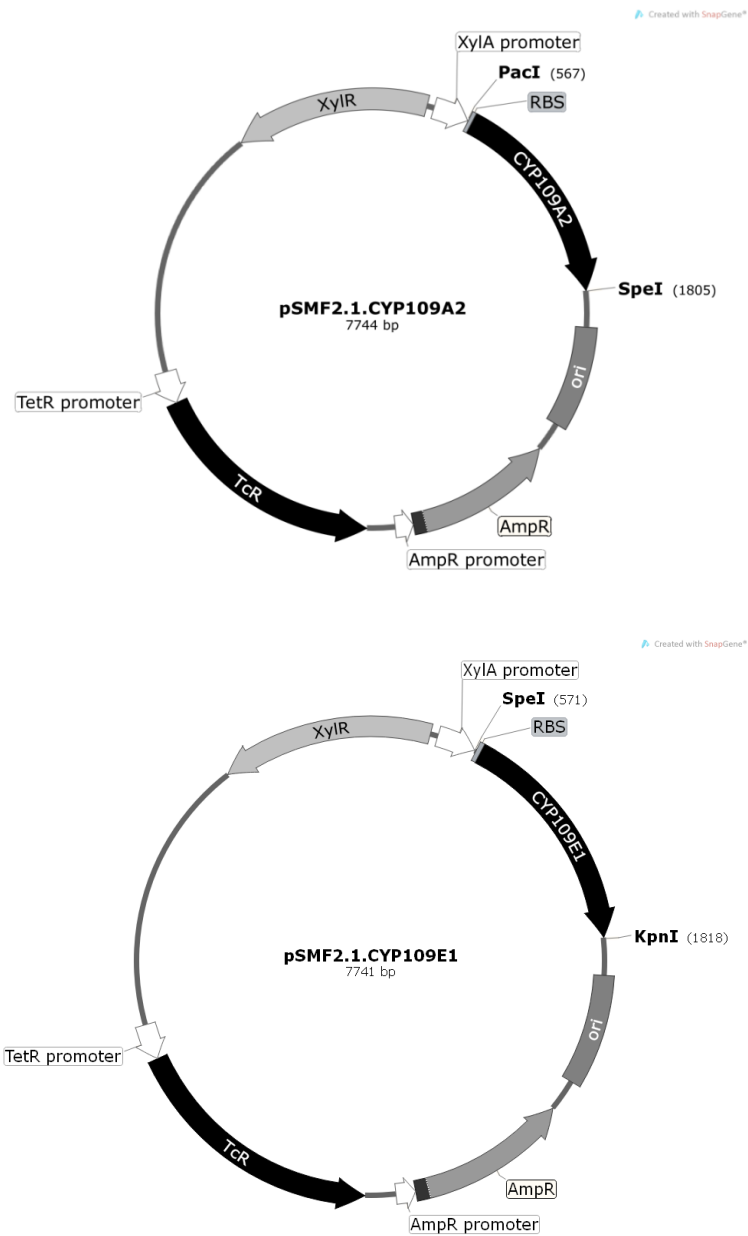 Created with SnapGene®
XylA promoter
PacI (567)
RBS
XylR
CYP109A2
SpeI (1805)
pSMF2.1.CYP109A2
7744 bp
ori
TetR promoter
TcR
AmpR
AmpR promoter
Created with SnapGene®
XylA promoter
SpeI (571)
RBS
XylR
CYP109E1
KpnI (1818)
pSMF2.1.CYP109E1
7741 bp
ori
TetR promoter
TcR
AmpR
AmpR promoter